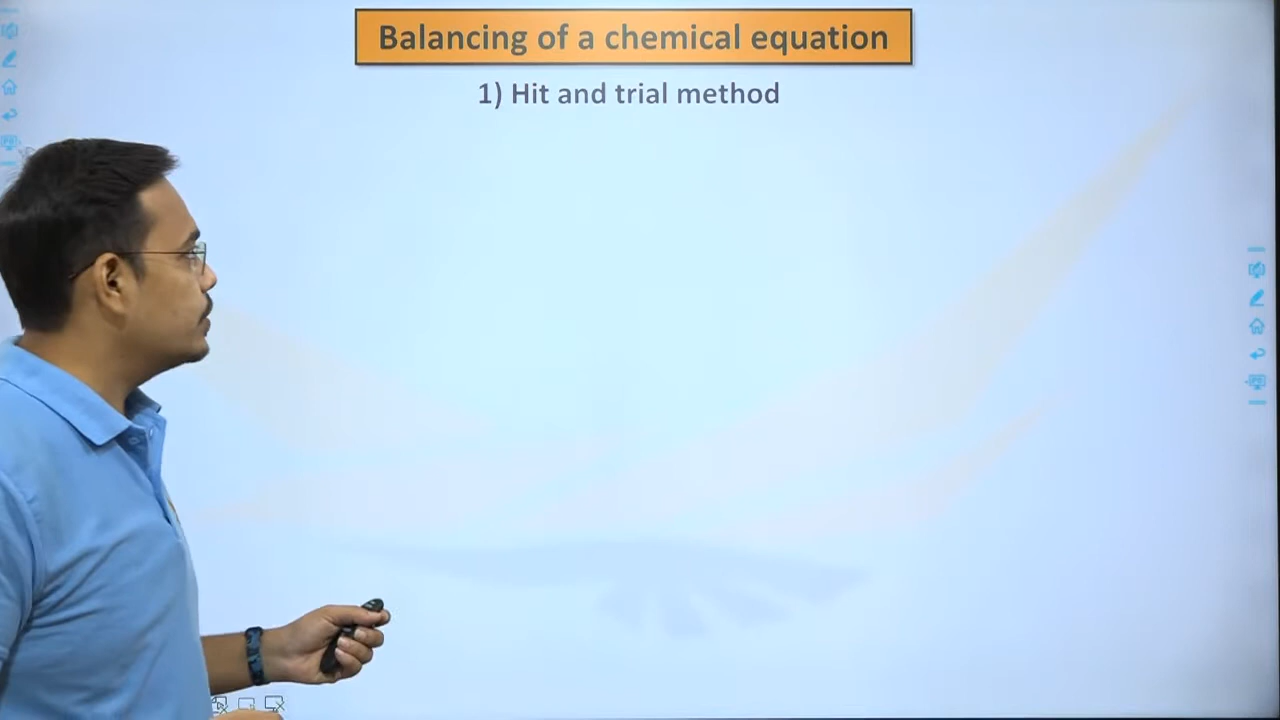 Balancing of a chemical equation
1) Hit and trial method